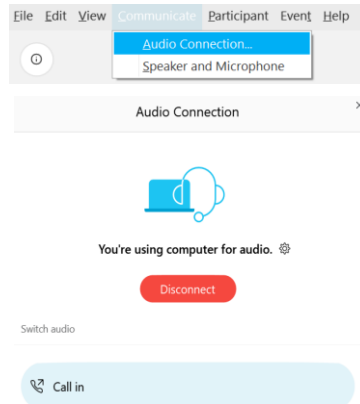 File Edit View Communicate Participant Event Help
Audio Connection...
Speaker and Microphone
Audio Connection
You're using computer for audio.
Disconnect
Switch audio
Call in